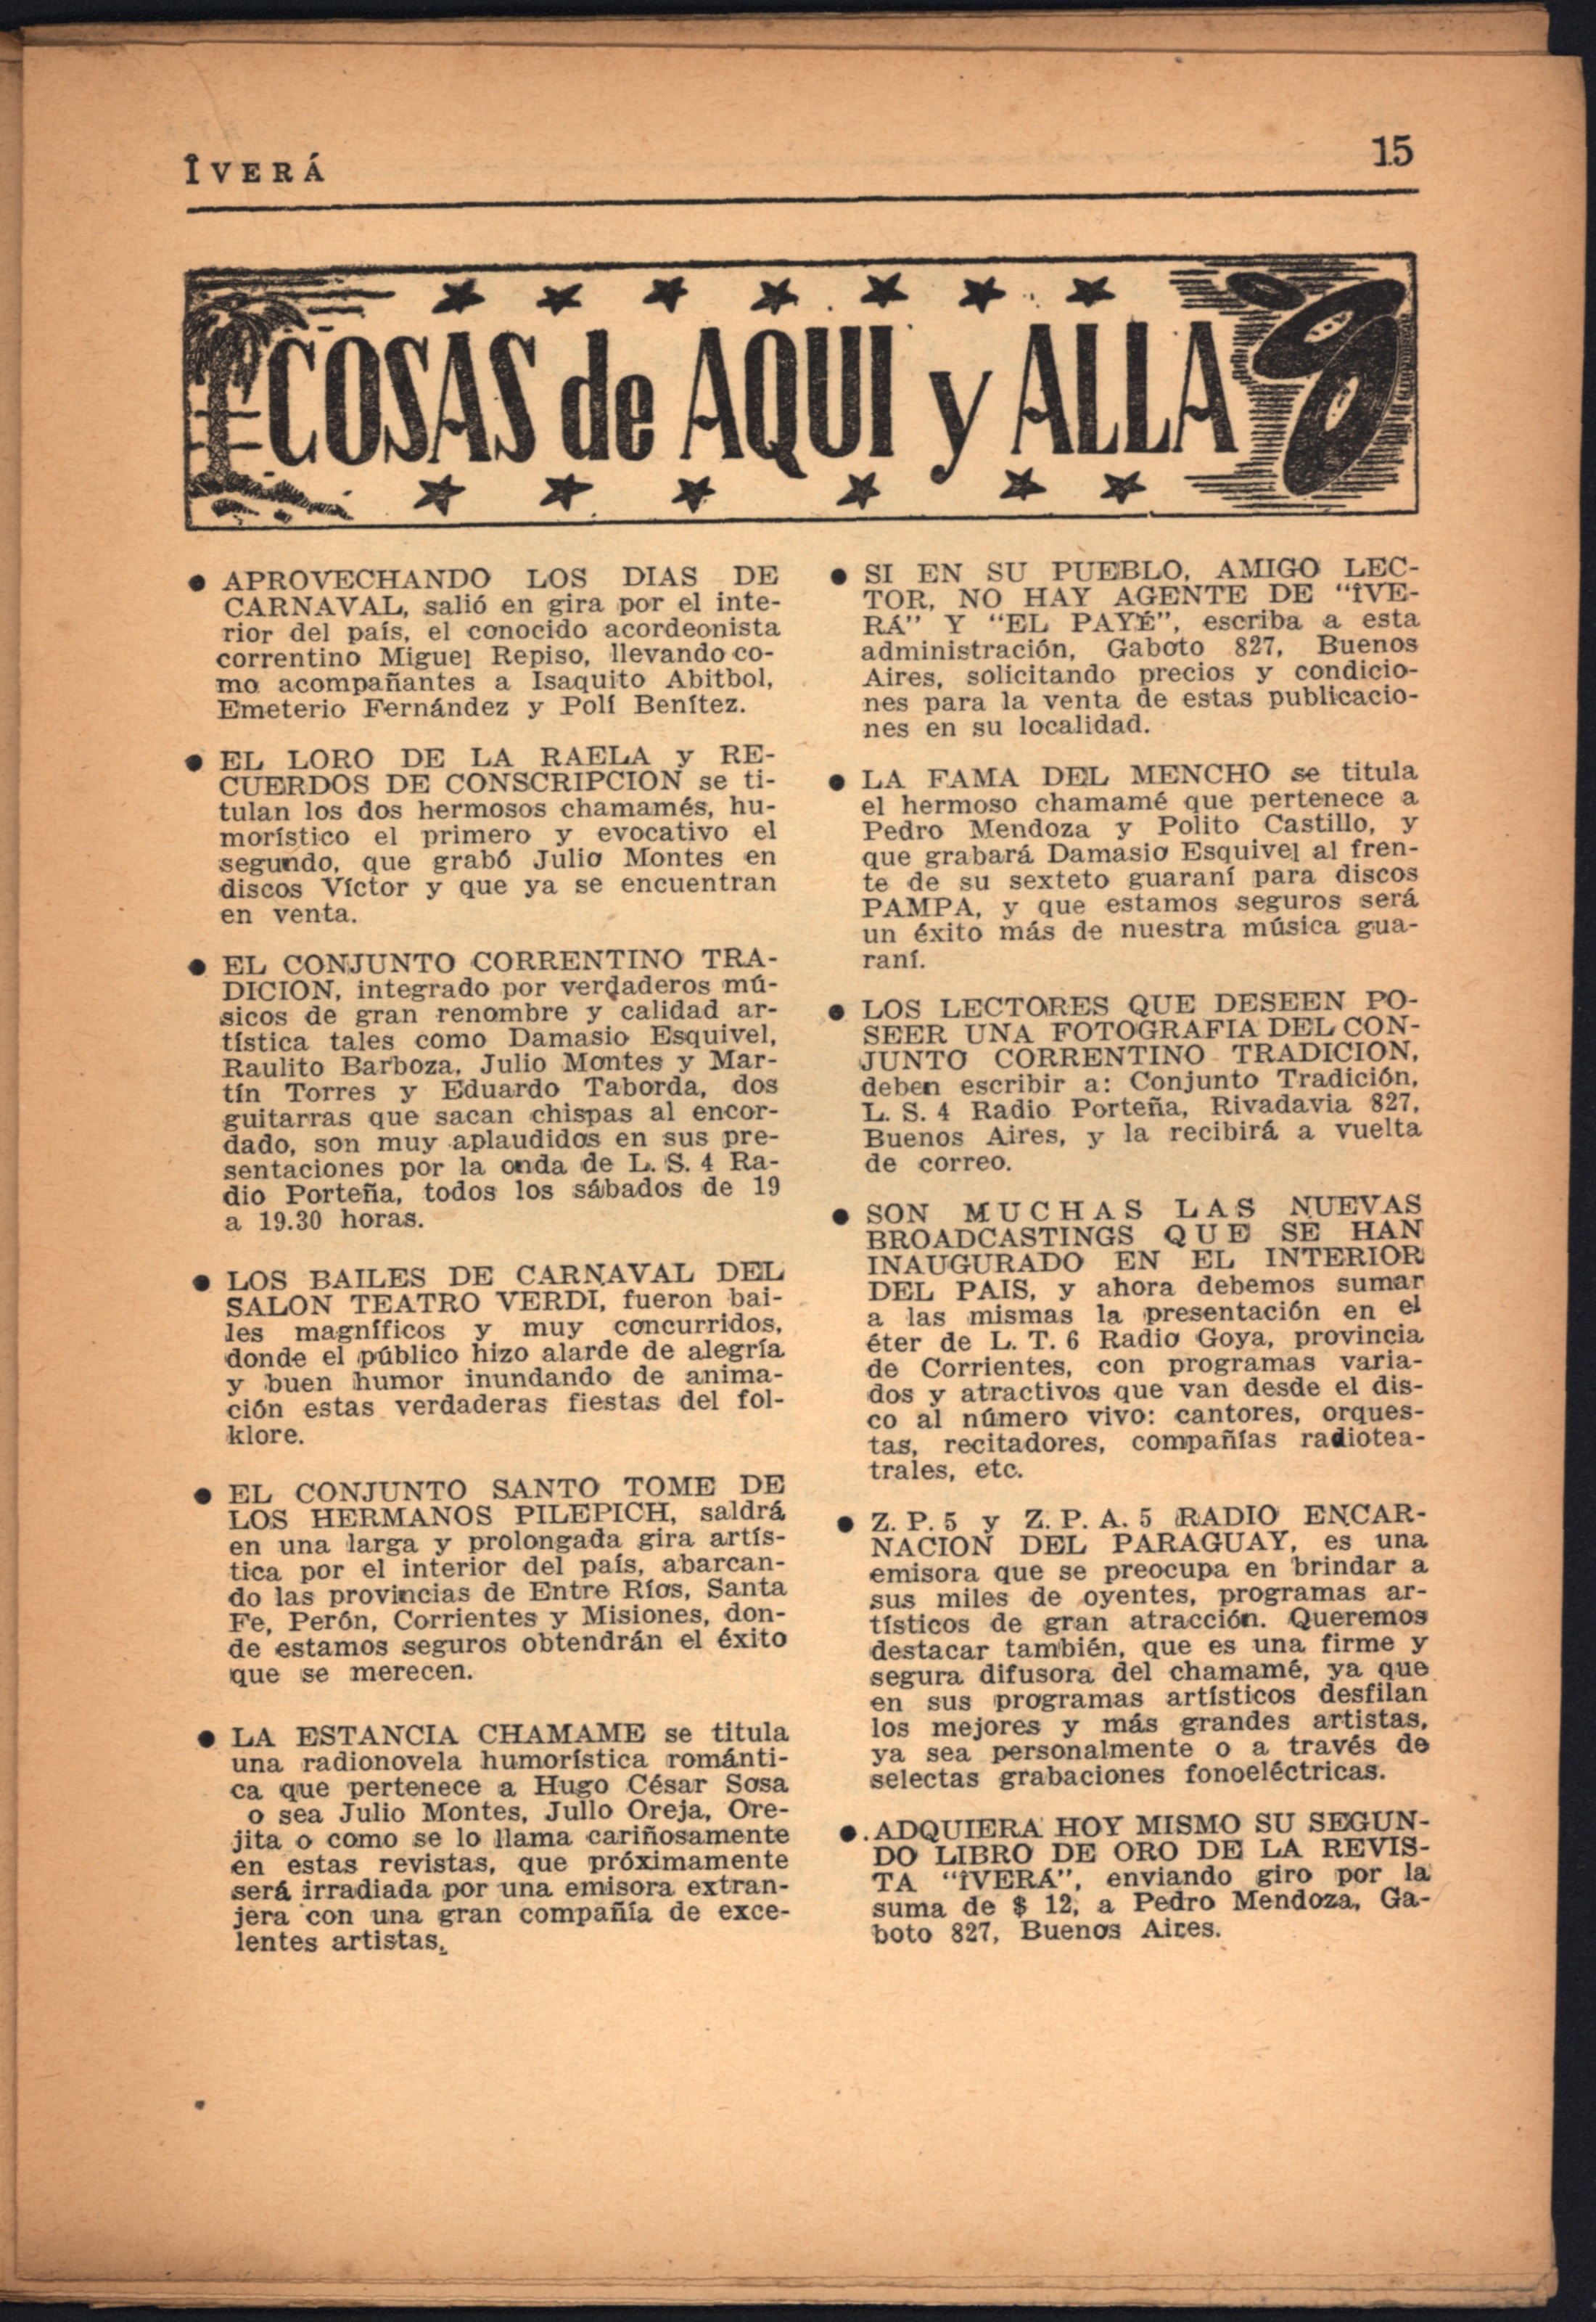 ÎVERÁ
15
COSAS de AQUI y ALLA
● APROVECHANDO LOS DIAS DE
CARNAVAL, salió en gira por el inte-
rior del país, el conocido acordeonista
correntino Miguel Repiso, llevando co-
mo acompañantes a Isaquito Abitbol,
Emeterio Fernández y Polí Benítez.
● EL LORO DE LA RAELA y RE-
CUERDOS DE CONSCRIPCION se ti-
tulan los dos hermosos chamamés, hu-
morístico el primero y evocativo el
segundo, que grabó Julio Montes en
discos Víctor y que ya se encuentran
en venta.
● EL CONJUNTO CORRENTINO TRA-
DICION, integrado por verdaderos mú-
sicos de gran renombre y calidad ar-
tística tales como Damasio Esquivel,
Raulito Barboza, Julio Montes y Mar-
tín Torres y Eduardo Taborda, dos
guitarras que sacan chispas al encor-
dado, son muy aplaudidos en sus pre-
sentaciones por la onda de L. S. 4 Ra-
dio Porteña, todos los sábados de 19
a 19.30 horas.
● LOS BAILES DE CARNAVAL DEL
SALON TEATRO VERDI, fueron bai-
les magníficos y muy concurridos,
donde el público hizo alarde de alegría
y buen humor inundando de anima-
ción estas verdaderas fiestas del fol-
klore.
● EL CONJUNTO SANTO TOME DE
LOS HERMANOS PILEPICH, saldrá
en una larga y prolongada gira artís-
tica por el interior del país, abarcan-
do las provincias de Entre Ríos, Santa
Fe, Perón, Corrientes y Misiones, don-
de estamos seguros obtendrán el éxito
que se merecen.
● LA ESTANCIA CHAMAME se titula
una radionovela humorística románti-
ca que pertenece a Hugo César Sosa
o sea Julio Montes, Jullo Oreja, Ore-
jita o como se lo llama cariñosamente
en estas revistas, que próximamente
será irradiada por una emisora extran-
jera con una gran compañía de exce-
lentes artistas.
● SI EN SU PUEBLO, AMIGO LEC-
TOR, NO HAY AGENTE DE “ÎVE-
RÁ” Y “EL PAYÉ”, escriba a esta
administración, Gaboto 827, Buenos
Aires, solicitando precios y condicio-
nes para la venta de estas publicacio-
nes en su localidad.
● LA FAMA DEL MENCHO se titula
el hermoso chamamé que pertenece a
Pedro Mendoza y Polito Castillo, y
que grabará Damasio Esquivel al fren-
te de su sexteto guaraní para discos
PAMPA, y que estamos seguros será
un éxito más de nuestra música gua-
raní.
● LOS LECTORES QUE DESEEN PO-
SEER UNA FOTOGRAFIA DEL CON-
JUNTO CORRENTINO TRADICION,
deben escribir a: Conjunto Tradición,
L. S. 4 Radio Porteña, Rivadavia 827,
Buenos Aires, y la recibirá a vuelta
de correo.
● SON MUCHAS LAS NUEVAS
BROADCASTINGS QUE SE HAN
INAUGURADO EN EL INTERIOR
DEL PAIS, y ahora debemos sumar
a las mismas la presentación en el
éter de L. T. 6 Radio Goya, provincia
de Corrientes, con programas varia-
dos y atractivos que van desde el dis-
co al número vivo: cantores, orques-
tas, recitadores, compañías radiotea-
trales, etc.
● Z. P. 5 y Z. P. A. 5 RADIO ENCAR-
NACION DEL PARAGUAY, es una
emisora que se preocupa en brindar a
sus miles de oyentes, programas ar-
tísticos de gran atracción. Queremos
destacar también, que es una firme y
segura difusora del chamamé, ya que
en sus programas artísticos desfilan
los mejores y más grandes artistas,
ya sea personalmente o a través de
selectas grabaciones fonoeléctricas.
● ADQUIERA HOY MISMO SU SEGUN-
DO LIBRO DE ORO DE LA REVIS-
TA “ÎVERÁ”, enviando giro por la
suma de $ 12, a Pedro Mendoza, Ga-
boto 827, Buenos Aires.